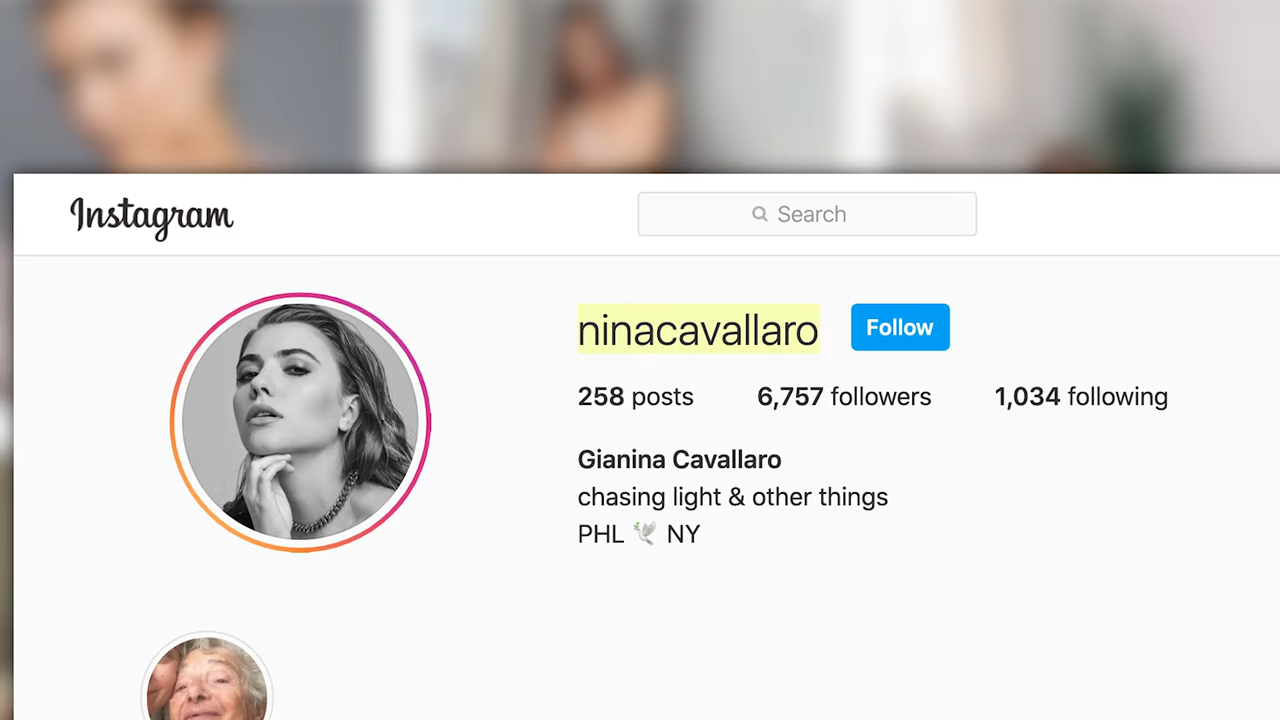 Instagram
Search
ninacavallaro Follow
258 posts 6,757 followers 1,034 following
Gianina Cavallaro
chasing light & other things
PHL 🕊️ NY